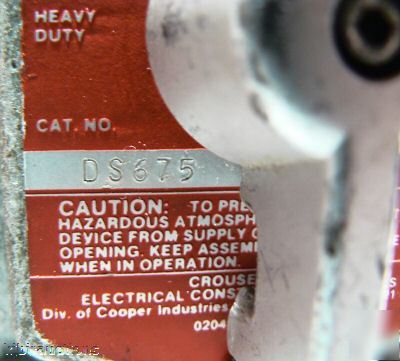 HEAVY
DUTY
CAT. NO.
DS675
CAUTION: TO PRE
HAZARDOUS ATMOSPH
DEVICE FROM SUPPLY C
OPENING. KEEP ASSEM
WHEN IN OPERATION.
CROUSE
ELECTRICAL CONS
Div. of Cooper Industries
0204